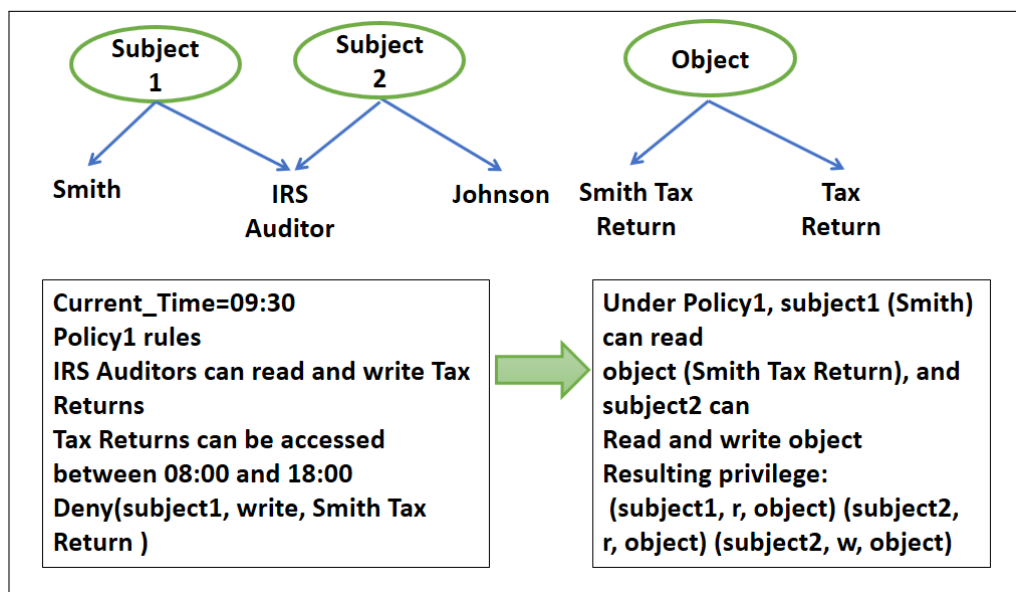 Subject
1
Subject
2
Object
Smith
IRS
Auditor
Johnson
Smith Tax
Return
Tax
Return
Current_Time=09:30
Policy1 rules
IRS Auditors can read and write Tax
Returns
Tax Returns can be accessed
between 08:00 and 18:00
Deny(subject1, write, Smith Tax
Return )
Under Policy1, subject1 (Smith)
can read
object (Smith Tax Return), and
subject2 can
Read and write object
Resulting privilege:
(subject1, r, object) (subject2,
r, object) (subject2, w, object)